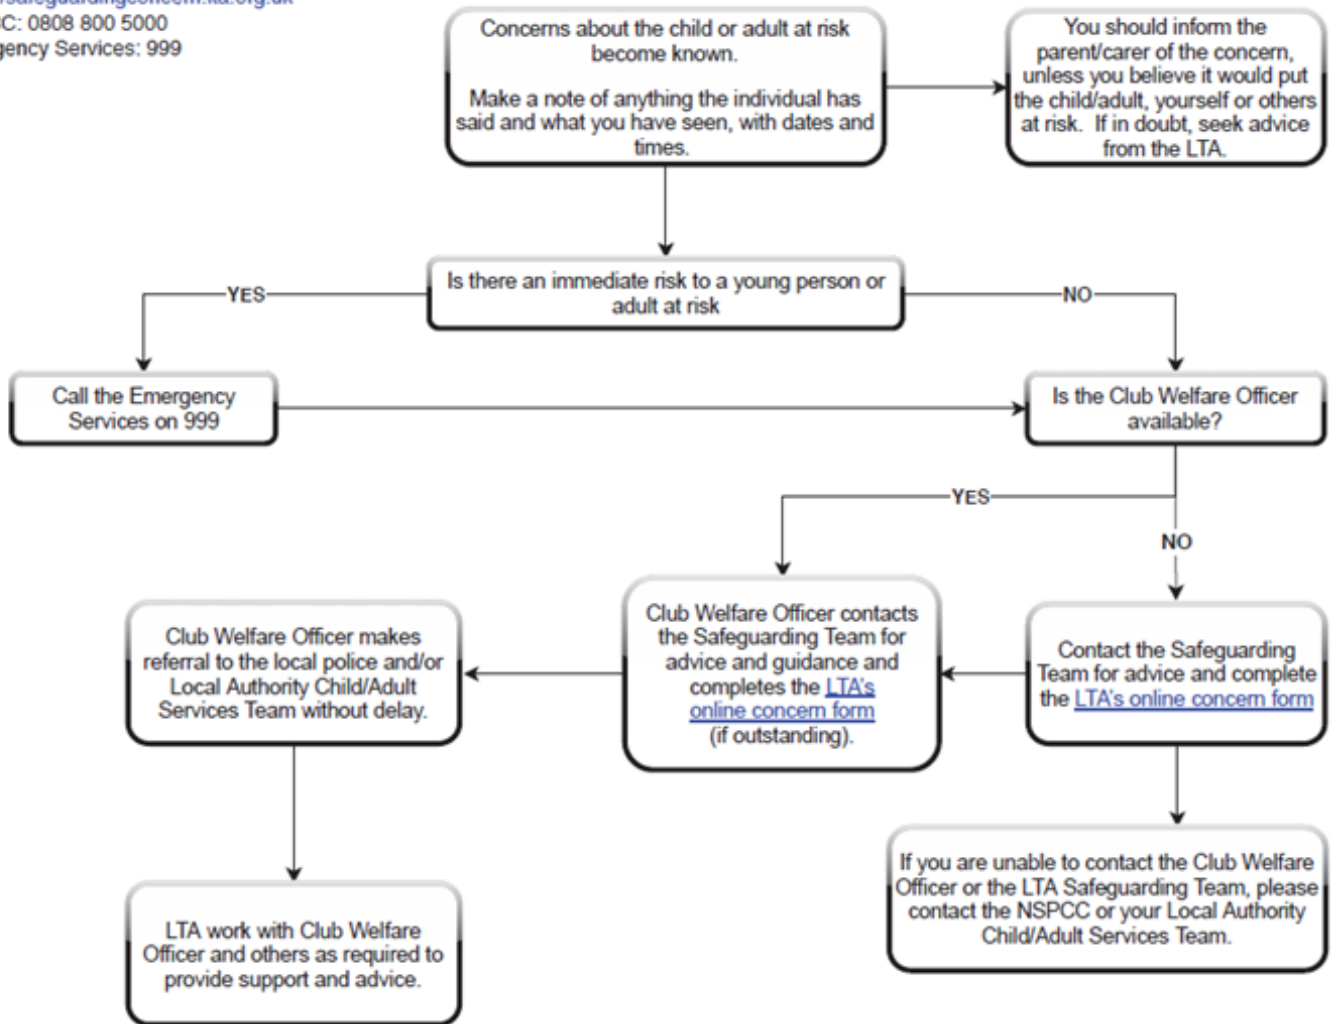 safeguardingconcern.lta.org.uk
CC: 0808 800 5000
gency Services: 999
Concerns about the child or adult at risk
become known.
Make a note of anything the individual has
said and what you have seen, with dates and
times.
You should inform the
parent/carer of the concern,
unless you believe it would put
the child/adult, yourself or others
at risk. If in doubt, seek advice
from the LTA.
Is there an immediate risk to a young person or
adult at risk
YES
NO
Call the Emergency
Services on 999
Is the Club Welfare Officer
available?
YES
NO
Club Welfare Officer makes
referral to the local police and/or
Local Authority Child/Adult
Services Team without delay.
Club Welfare Officer contacts
the Safeguarding Team for
advice and guidance and
completes the LTA's
online concern form
(if outstanding).
Contact the Safeguarding
Team for advice and complete
the LTA's online concern form
LTA work with Club Welfare
Officer and others as required to
provide support and advice.
If you are unable to contact the Club Welfare
Officer or the LTA Safeguarding Team, please
contact the NSPCC or your Local Authority
Child/Adult Services Team.